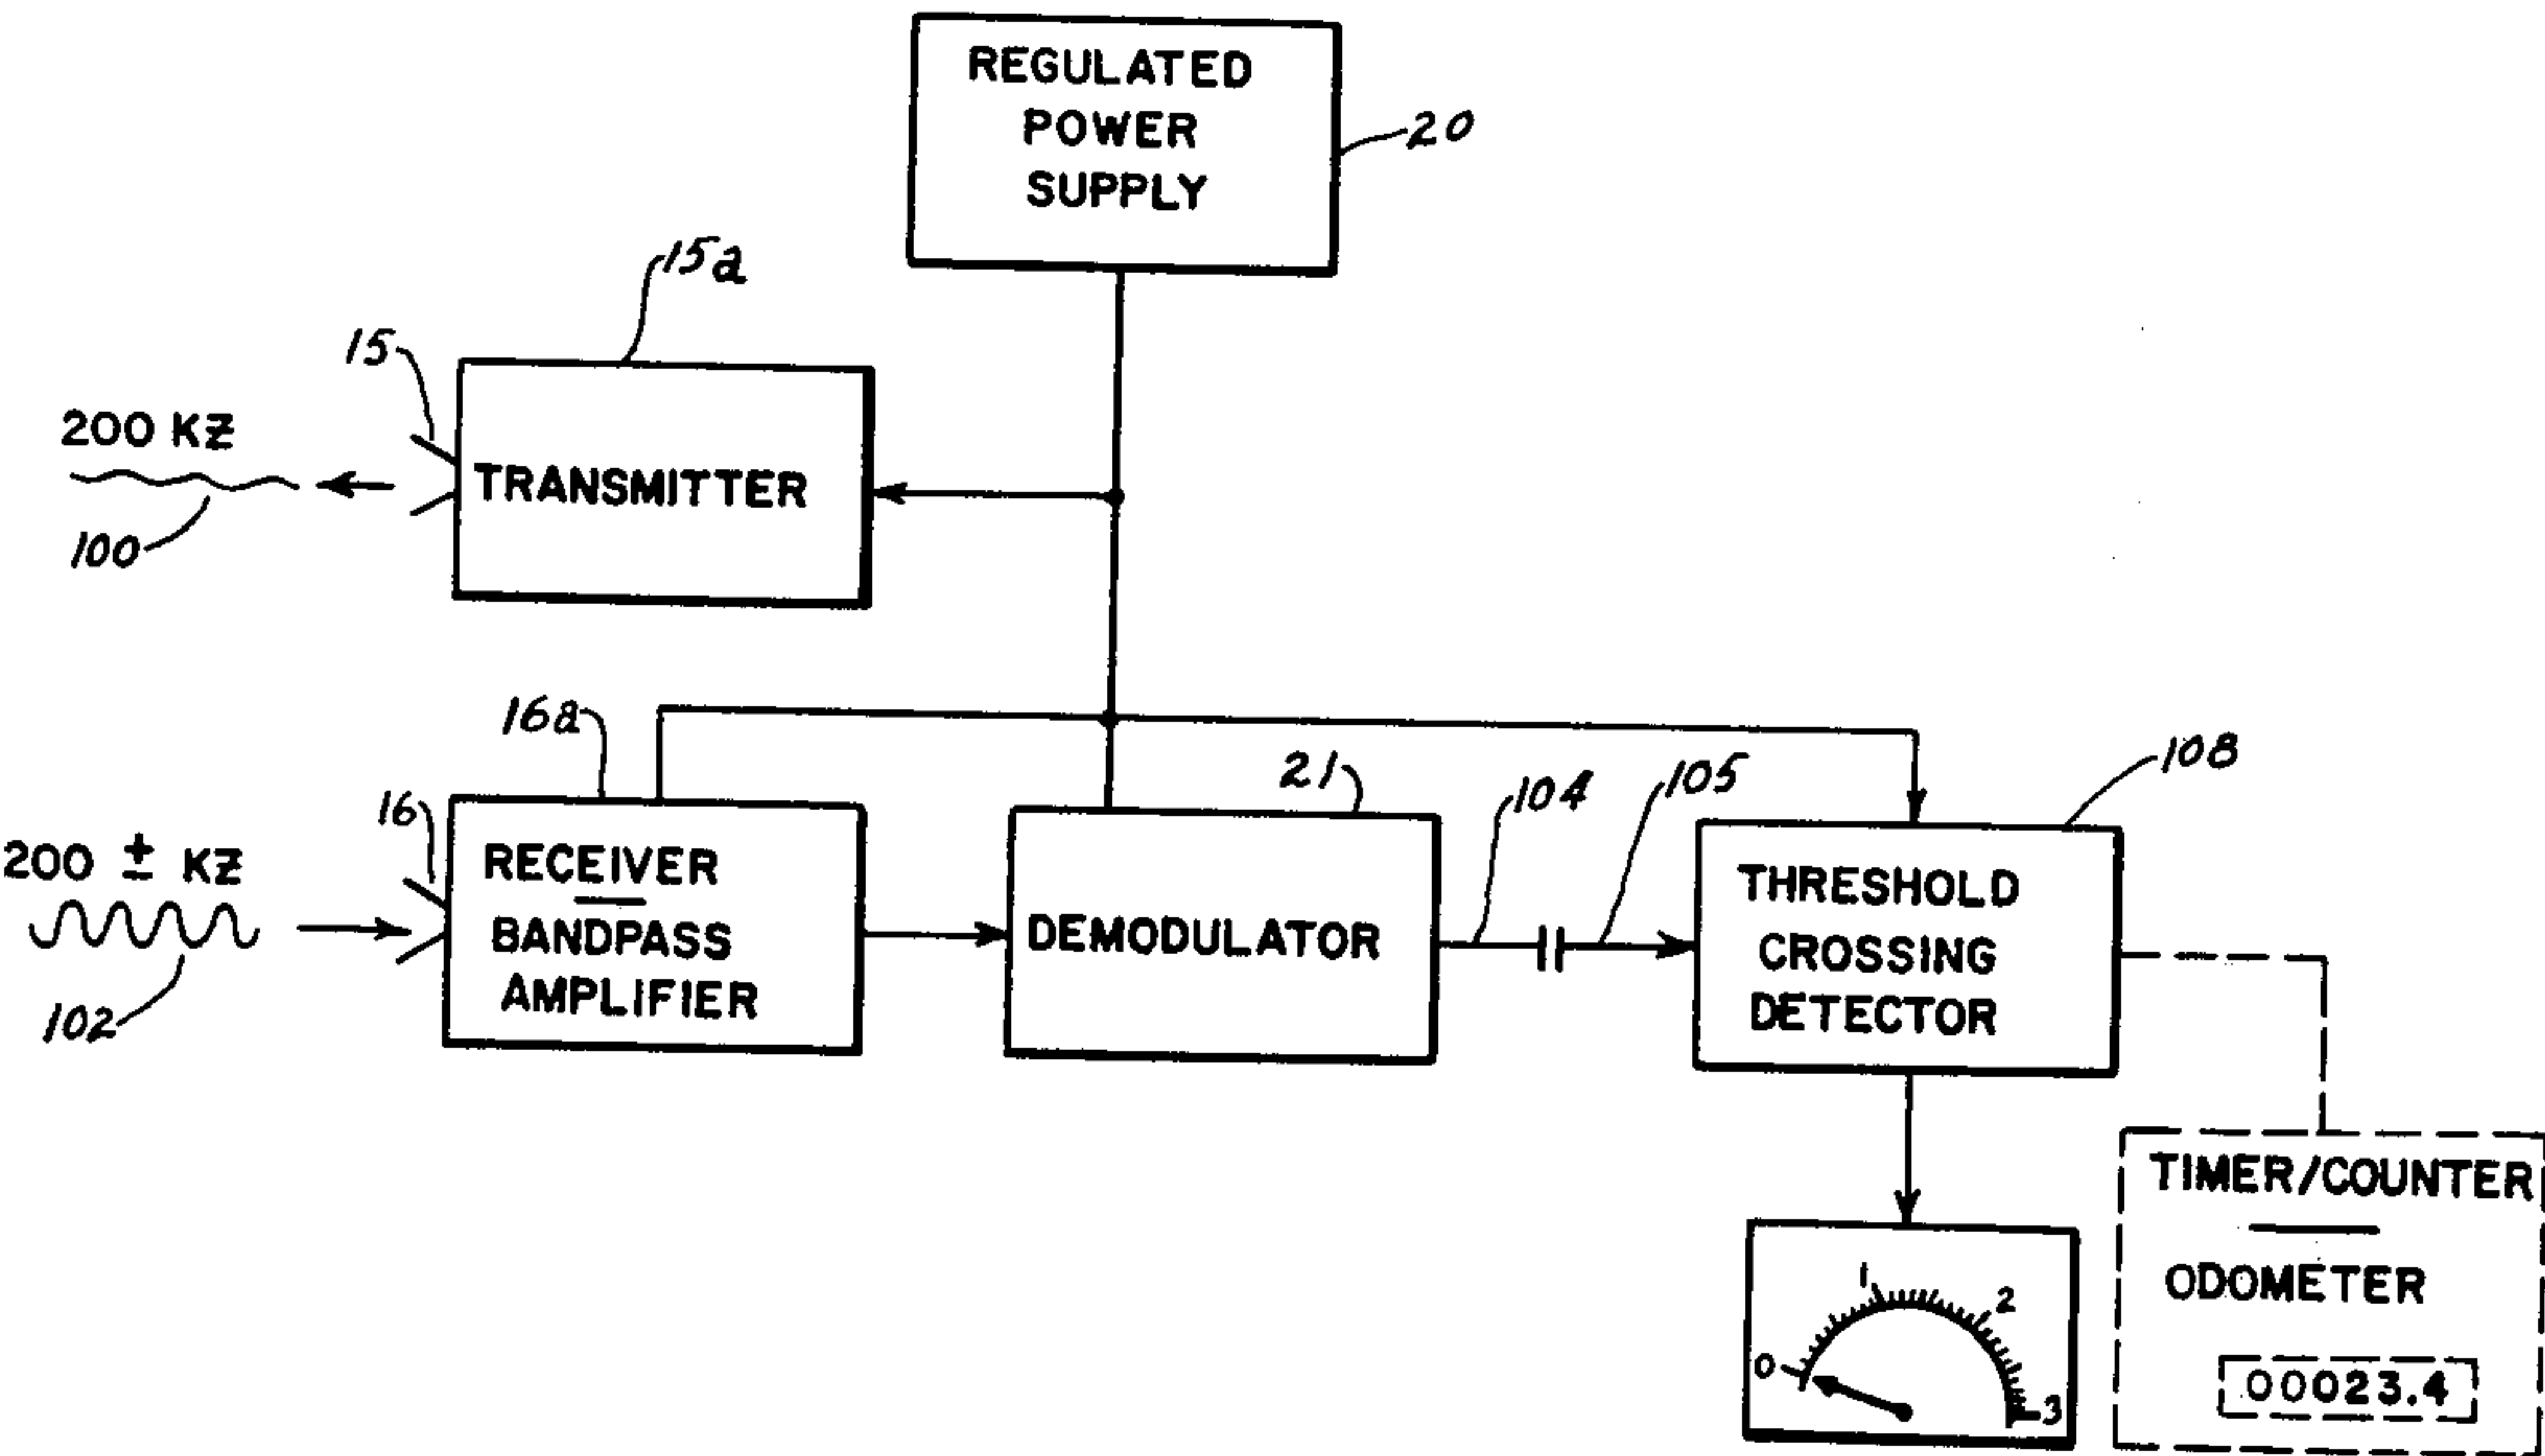 REGULATED
POWER
SUPPLY
20
15a
15
200 KZ
TRANSMITTER
100
16a
16
21
104
105
108
200 ± KZ
RECEIVER
BANDPASS
AMPLIFIER
DEMODULATOR
THRESHOLD
CROSSING
DETECTOR
102
TIMER/COUNTER
ODOMETER
00023.4
0
1
2
3